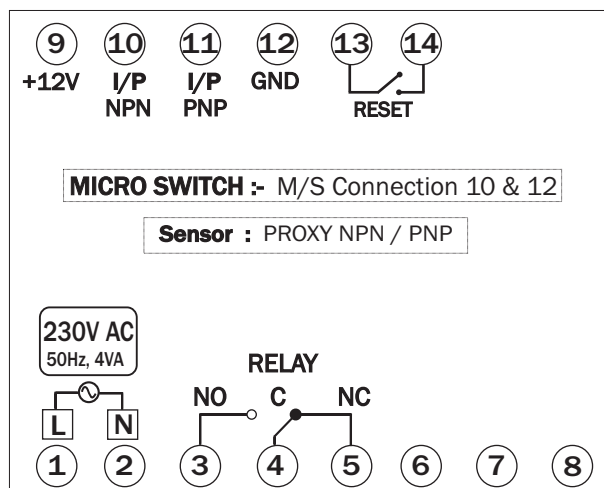 9 10 11 12 13 14
+12V I/P I/P GND
NPN PNP RESET
MICRO SWITCH :- M/S Connection 10 & 12
Sensor : PROXY NPN / PNP
230V AC
50Hz, 4VA
RELAY
NO C NC
L N
1 2 3 4 5 6 7 8